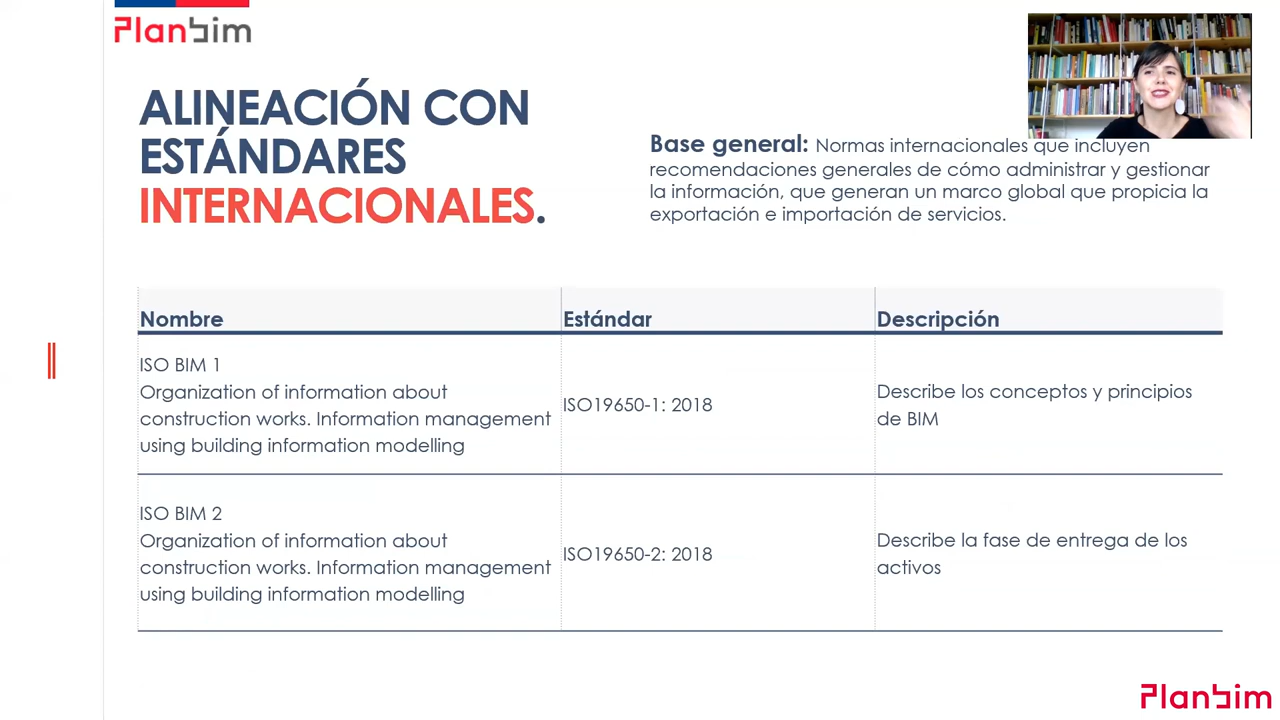 Planbim
ALINEACIÓN CON
ESTÁNDARES
INTERNACIONALES.
Base general: Normas internacionales que incluyen
recomendaciones generales de cómo administrar y gestionar
la información, que generan un marco global que propicia la
exportación e importación de servicios.
Nombre Estándar Descripción
ISO BIM 1
Organization of information about
construction works. Information management
using building information modelling
ISO19650-1: 2018
Describe los conceptos y principios
de BIM
ISO BIM 2
Organization of information about
construction works. Information management
using building information modelling
ISO19650-2: 2018
Describe la fase de entrega de los
activos
Planbim